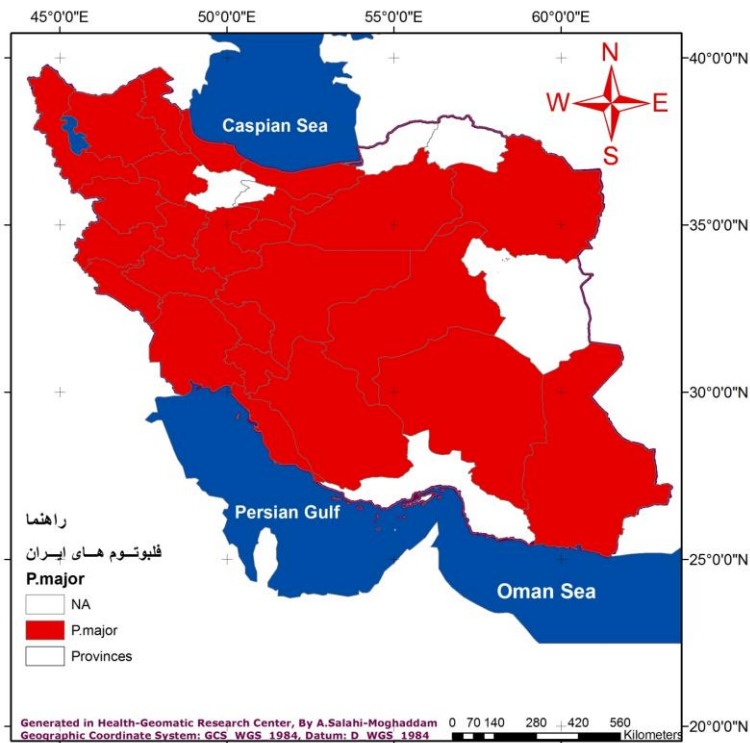 45°0'0"E 50°0'0"E 55°0'0"E 60°0'0"E
40°0'0"N
35°0'0"N
30°0'0"N
25°0'0"N
20°0'0"N
N
W E
S
Caspian Sea
Persian Gulf
Oman Sea
راهنما
فلبوتوم های ایران
P.major
NA
P.major
Provinces
Generated in Health-Geomatic Research Center, By A.Salahi-Moghaddam
Geographic Coordinate System: GCS_WGS_1984, Datum: D_WGS_1984
0 70 140 280 420 560
Kilometers